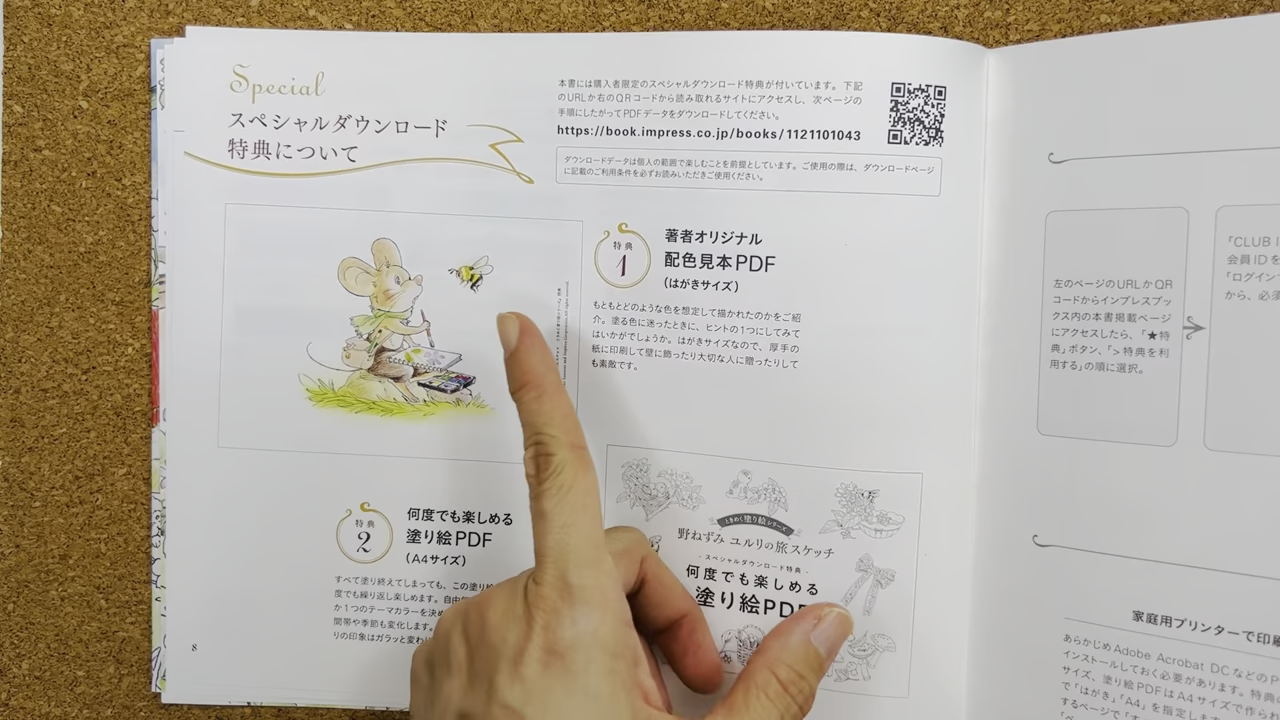 Special
スペシャルダウンロード
特典について
本書には購入者限定のスペシャルダウンロード特典が付いています。下記
のURLか右のQRコードから読み取れるサイトにアクセスし、次ページの
手順にしたがってPDFデータをダウンロードしてください。
https://book.impress.co.jp/books/1121101043
ダウンロードデータは個人の範囲で楽しむことを前提としています。ご使用の際は、ダウンロードページ
に記載のご利用条件を必ずお読みいただきご使用ください。
特典
1
著者オリジナル
配色見本PDF
(はがきサイズ)
もともとどのような色を想定して描かれたのかをご紹
介。塗る色に迷ったときに、ヒントの1つにしてみて
はいかがでしょうか。はがきサイズなので、厚手の
紙に印刷して壁に飾ったり大切な人に贈ったりして
も素敵です。
特典
2
何度でも楽しめる
塗り絵PDF
(A4サイズ)
すべて塗り終えてしまっても、この塗り絵
度でも繰り返し楽しめます。自由
か1つのテーマカラーを決め
間帯や季節も変化します。
りの印象はガラッと変わ
ときめく塗り絵シリーズ
野ねずみ ユルリの旅スケッチ
- スペシャルダウンロード特典 -
何度でも楽しめる
塗り絵PDF
8
左のページのURLかQR
コードからインプレスブッ
クス内の本書掲載ページ
にアクセスしたら、「★特
典」ボタン、「>特典を利
用する」の順に選択。
「CLUB I
会員IDを
「ログイン
から、必須
家庭用プリンターで印刷
あらかじめAdobe Acrobat DCなどのP
インストールしておく必要があります。特典の
サイズ、塗り絵PDFはA4サイズで作られ
で「はがき」「A4」を指定し
するページで「す